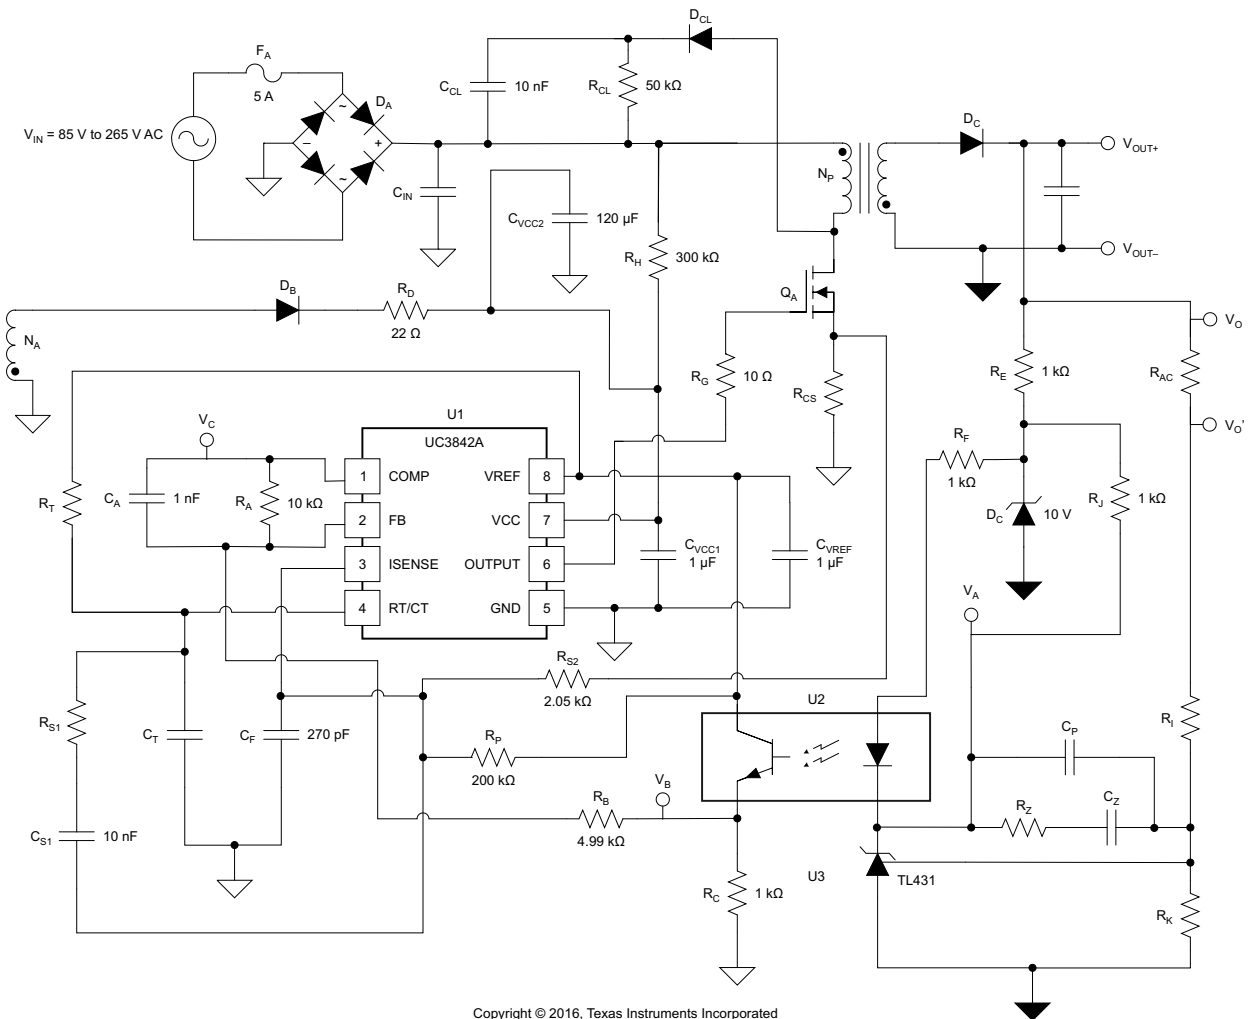 D_CL
F_A
5 A
D_A
C_CL
10 nF
R_CL
50 kΩ
V_IN = 85 V to 265 V AC
~
−
+
~
D_C
V_OUT+
N_P
C_IN
C_VCC2
120 µF
R_H
300 kΩ
V_OUT–
Q_A
D_B
R_D
22 Ω
N_A
V_O
R_E
1 kΩ
R_AC
R_G
10 Ω
R_CS
V_O'
V_C
U1
UC3842A
R_F
1 kΩ
1
COMP
VREF
8
C_A
1 nF
R_A
10 kΩ
R_T
R_J
1 kΩ
D_C
10 V
2
FB
VCC
7
3
ISENSE
OUTPUT
6
C_VCC1
1 µF
C_VREF
1 µF
4
RT/CT
GND
5
V_A
R_S2
2.05 kΩ
U2
R_S1
C_T
C_F
270 pF
R_P
200 kΩ
R_I
C_P
V_B
R_B
4.99 kΩ
R_Z
C_Z
C_S1
10 nF
U3
TL431
R_C
1 kΩ
R_K
Copyright © 2016, Texas Instruments Incorporated